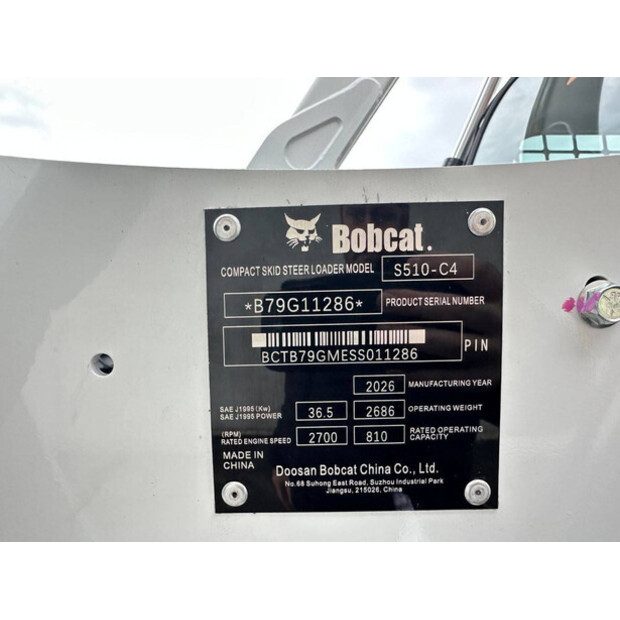 Bobcat.
COMPACT SKID STEER LOADER MODEL S510-C4
*B79G11286* PRODUCT SERIAL NUMBER
BCTB79GMESS011286 PIN
2026 MANUFACTURING YEAR
SAE J1995 (Kw)
SAE J1995 POWER 36.5 2686 OPERATING WEIGHT
(RPM)
RATED ENGINE SPEED 2700 810 RATED OPERATING CAPACITY
MADE IN
CHINA
Doosan Bobcat China Co., Ltd.
No.68 Suhong East Road, Suzhou Industrial Park
Jiangsu, 215026, China